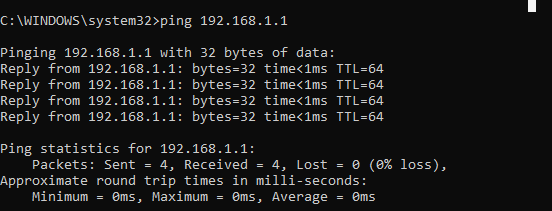 C:\WINDOWS\system32>ping 192.168.1.1
Pinging 192.168.1.1 with 32 bytes of data:
Reply from 192.168.1.1: bytes=32 time<1ms TTL=64
Reply from 192.168.1.1: bytes=32 time<1ms TTL=64
Reply from 192.168.1.1: bytes=32 time<1ms TTL=64
Reply from 192.168.1.1: bytes=32 time<1ms TTL=64
Ping statistics for 192.168.1.1:
    Packets: Sent = 4, Received = 4, Lost = 0 (0% loss),
Approximate round trip times in milli-seconds:
    Minimum = 0ms, Maximum = 0ms, Average = 0ms